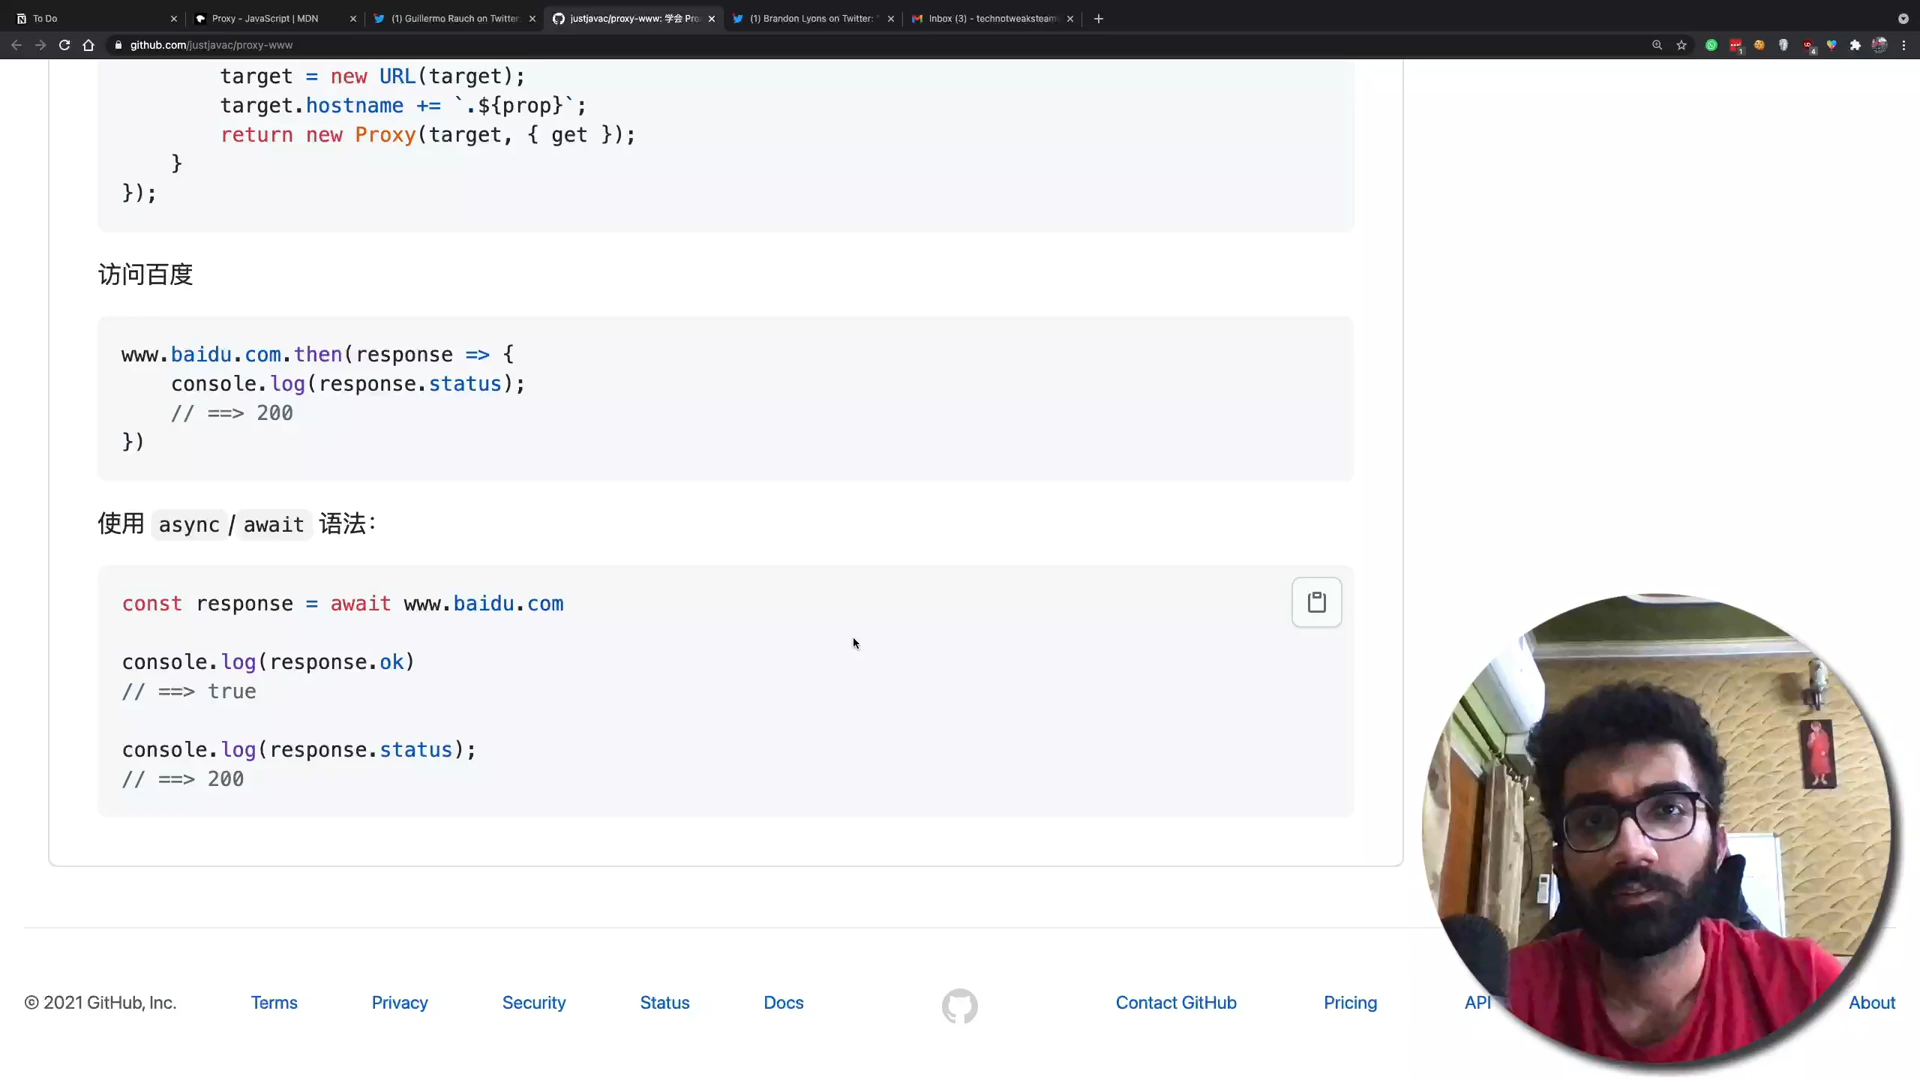 To Do
Proxy - JavaScript | MDN
(1) Guillermo Rauch on Twitter:
justjavac/proxy-www: 学会 Pro
(1) Brandon Lyons on Twitter: "
Inbox (3) - technotweaksteam
github.com/justjavac/proxy-www
target = new URL(target);
target.hostname += `.${prop}`;
return new Proxy(target, { get });
}
});
访问百度
www.baidu.com.then(response => {
console.log(response.status);
// ==> 200
})
使用 async/await 语法：
const response = await www.baidu.com
console.log(response.ok)
// ==> true
console.log(response.status);
// ==> 200
© 2021 GitHub, Inc.
Terms
Privacy
Security
Status
Docs
Contact GitHub
Pricing
API
About